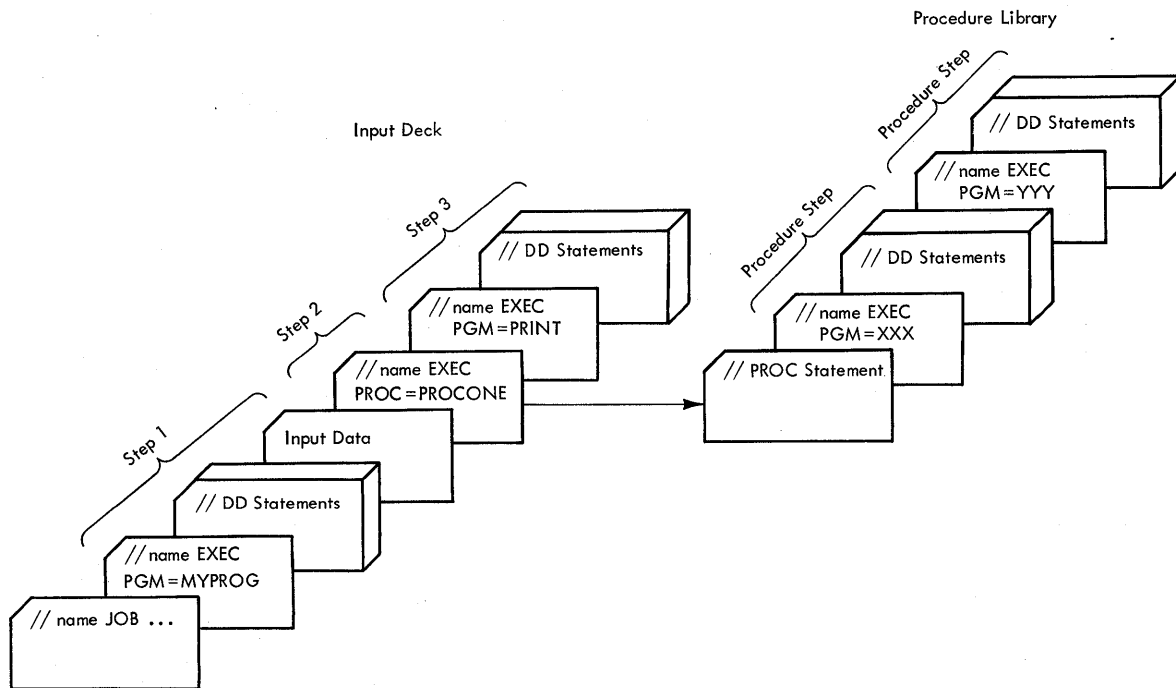 Procedure Library
Input Deck
Procedure Step
// DD Statements
// name EXEC
PGM=YYY
Procedure Step
// DD Statements
// name EXEC
PGM=XXX
// PROC Statement
Step 3
// DD Statements
// name EXEC
PGM=PRINT
Step 2
// name EXEC
PROC=PROCONE
Step 1
Input Data
// DD Statements
// name EXEC
PGM=MYPROG
// name JOB ...